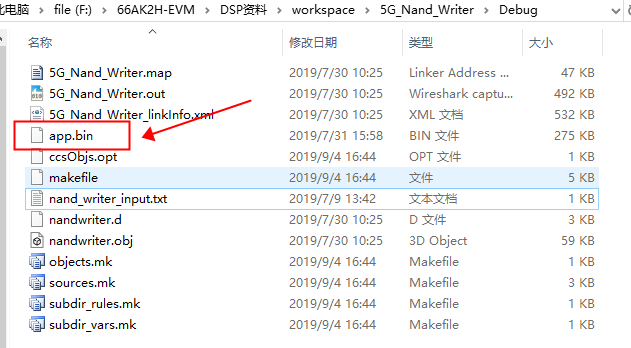 此电脑 › file (F:) › 66AK2H-EVM › DSP资料 › workspace › 5G_Nand_Writer › Debug
名称 修改日期 类型 大小
5G_Nand_Writer.map 2019/7/30 10:25 Linker Address ... 47 KB
5G_Nand_Writer.out 2019/7/30 10:25 Wireshark captu... 492 KB
5G_Nand_Writer_linkInfo.xml 2019/7/30 10:25 XML 文档 532 KB
app.bin 2019/7/31 15:58 BIN 文件 275 KB
ccsObjs.opt 2019/9/4 16:44 OPT 文件 1 KB
makefile 2019/9/4 16:44 文件 5 KB
nand_writer_input.txt 2019/7/9 13:42 文本文档 1 KB
nandwriter.d 2019/7/30 10:25 D 文件 3 KB
nandwriter.obj 2019/7/30 10:25 3D Object 59 KB
objects.mk 2019/9/4 16:44 Makefile 1 KB
sources.mk 2019/9/4 16:44 Makefile 3 KB
subdir_rules.mk 2019/9/4 16:44 Makefile 1 KB
subdir_vars.mk 2019/9/4 16:44 Makefile 1 KB